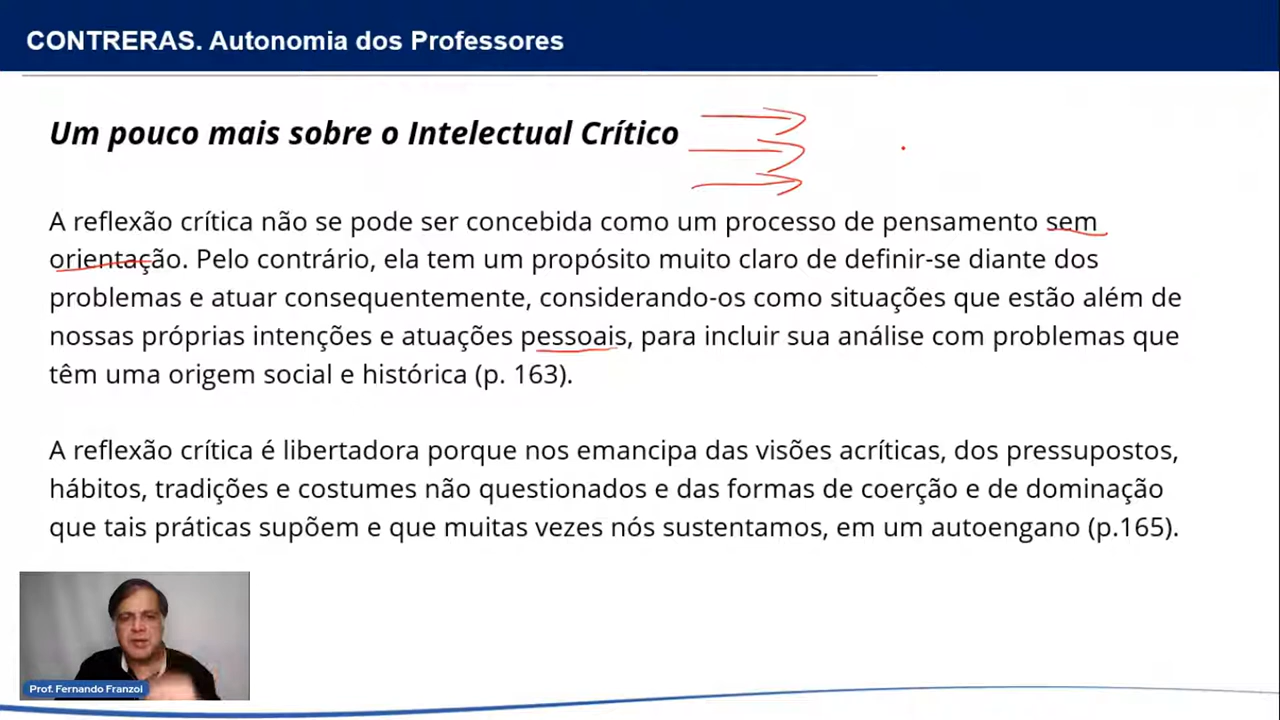 CONTRERAS. Autonomia dos Professores
Um pouco mais sobre o Intelectual Crítico
A reflexão crítica não se pode ser concebida como um processo de pensamento sem
orientação. Pelo contrário, ela tem um propósito muito claro de definir-se diante dos
problemas e atuar consequentemente, considerando-os como situações que estão além de
nossas próprias intenções e atuações pessoais, para incluir sua análise com problemas que
têm uma origem social e histórica (p. 163).
A reflexão crítica é libertadora porque nos emancipa das visões acríticas, dos pressupostos,
hábitos, tradições e costumes não questionados e das formas de coerção e de dominação
que tais práticas supõem e que muitas vezes nós sustentamos, em um autoengano (p.165).
Prof. Fernando Franzoi